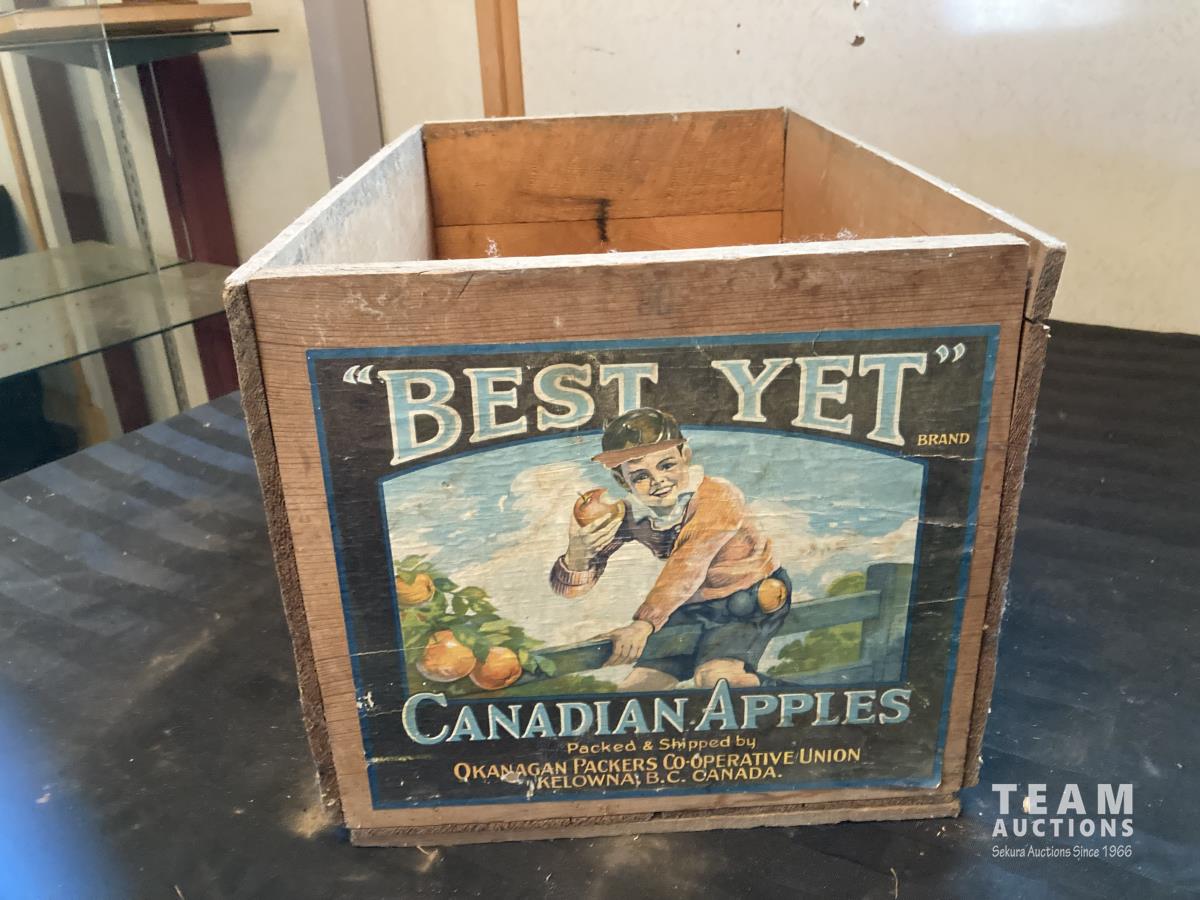 “BEST YET”
BRAND
CANADIAN APPLES
Packed & Shipped by
OKANAGAN PACKERS CO-OPERATIVE UNION
KELOWNA, B.C. CANADA.
TEAM
AUCTIONS
Sekura Auctions Since 1966